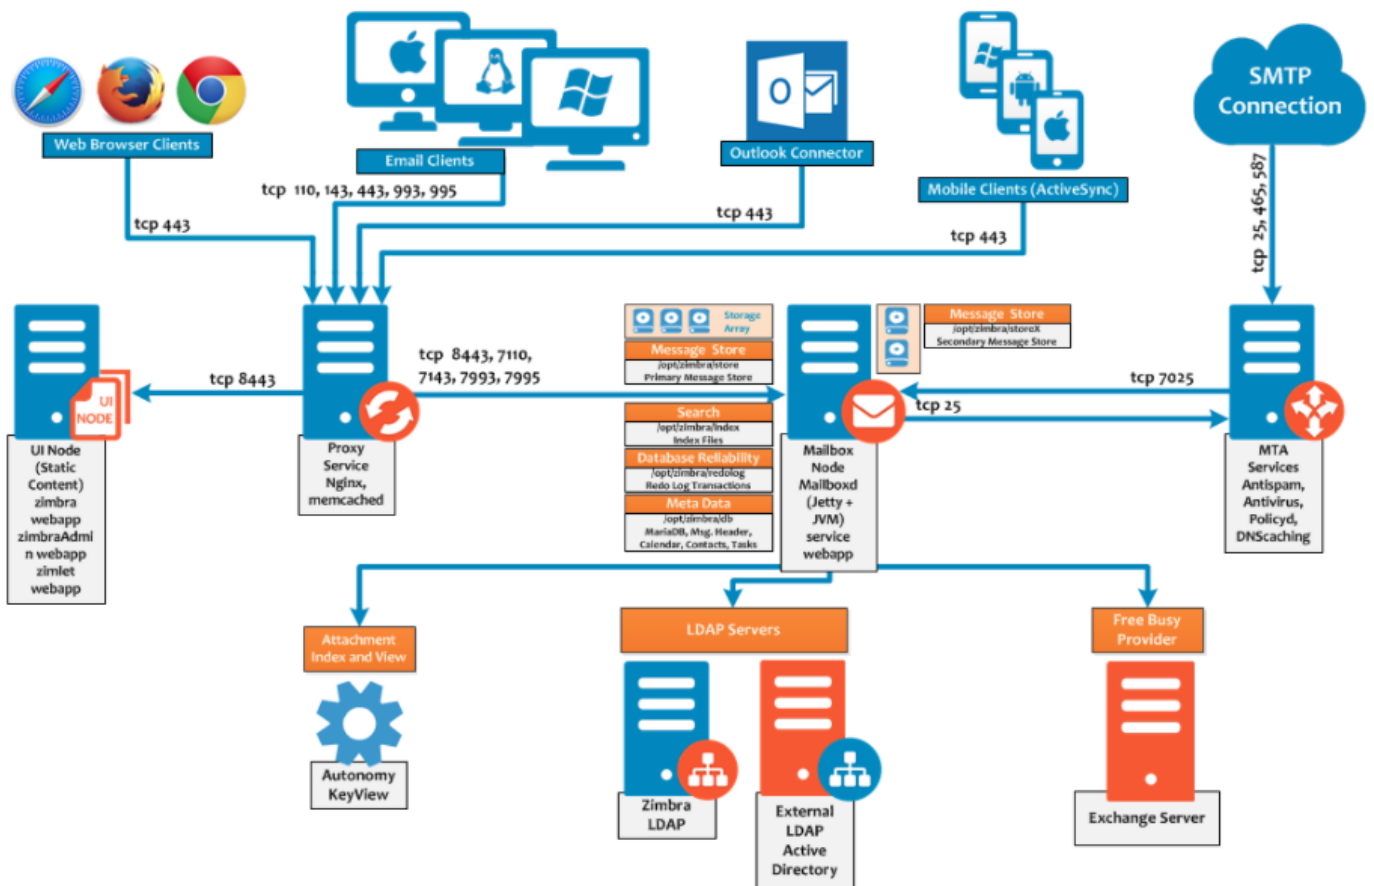 SMTP
Connection
Web Browser Clients
Email Clients
Outlook Connector
Mobile Clients (ActiveSync)
tcp 443
tcp 110, 143, 443, 993, 995
tcp 443
tcp 443
tcp 25, 465, 587
Storage
Array
Message Store
/opt/zimbra/store
Primary Message Store
Message Store
/opt/zimbra/storeX
Secondary Message Store
tcp 8443
tcp 8443, 7110,
7143, 7993, 7995
tcp 7025
tcp 25
Search
/opt/zimbra/index
Index Files
Database Reliability
/opt/zimbra/redolog
Redo Log Transactions
Meta Data
/opt/zimbra/db
MariaDB, Msg. Header,
Calendar, Contacts, Tasks
UI
NODE
UI Node
(Static
Content)
zimbra
webapp
zimbraAdmi
n webapp
zimlet
webapp
Proxy
Service
Nginx,
memcached
Mailbox
Node
Mailboxd
(Jetty +
JVM)
service
webapp
MTA
Services
Antispam,
Antivirus,
Policyd,
DNScaching
Attachment
Index and View
LDAP Servers
Free Busy
Provider
Autonomy
KeyView
Zimbra
LDAP
External
LDAP
Active
Directory
Exchange Server